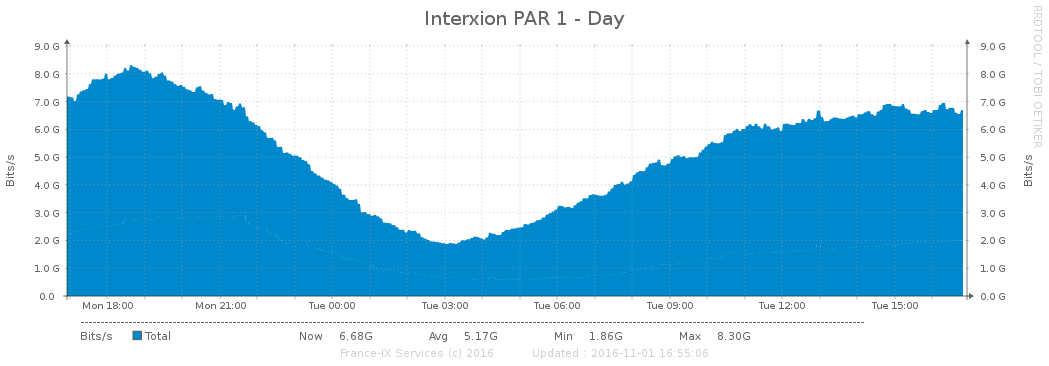 Interxion PAR 1 - Day
RRDTOOL / TOBI OETIKER
Bits/s
9.0 G
8.0 G
7.0 G
6.0 G
5.0 G
4.0 G
3.0 G
2.0 G
1.0 G
0.0
9.0 G
8.0 G
7.0 G
6.0 G
5.0 G
4.0 G
3.0 G
2.0 G
1.0 G
0.0 G
Bits/s
Mon 18:00 Mon 21:00 Tue 00:00 Tue 03:00 Tue 06:00 Tue 09:00 Tue 12:00 Tue 15:00
Bits/s Total Now 6.68G Avg 5.17G Min 1.86G Max 8.30G
France-IX Services (c) 2016 Updated : 2016-11-01 16:55:06